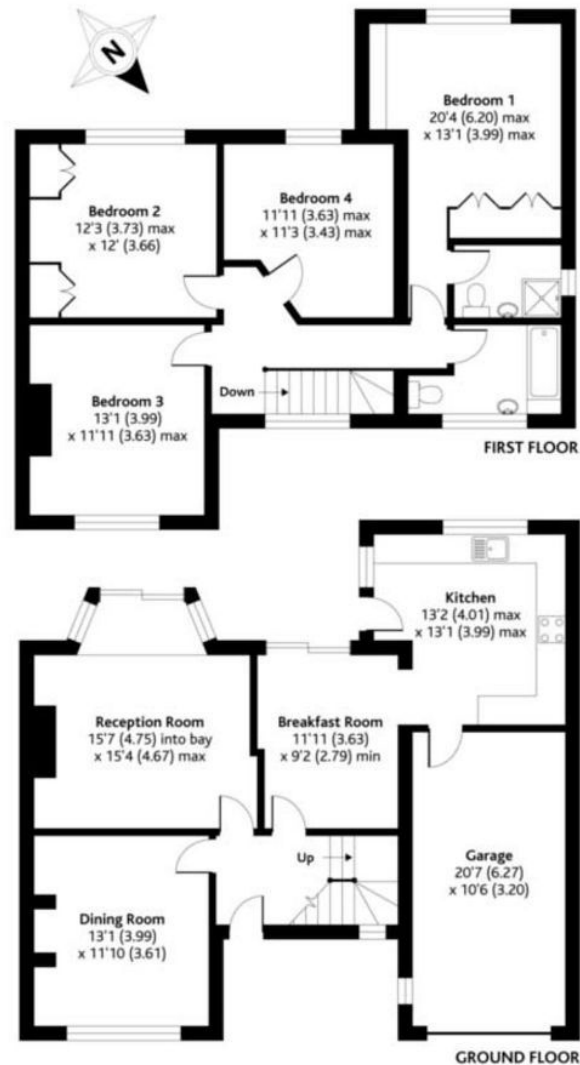 N
Bedroom 1
20'4 (6.20) max
x 13'1 (3.99) max
Bedroom 2
12'3 (3.73) max
x 12' (3.66)
Bedroom 4
11'11 (3.63) max
x 11'3 (3.43) max
Bedroom 3
13'1 (3.99)
x 11'11 (3.63) max
Down
FIRST FLOOR
Kitchen
13'2 (4.01) max
x 13'1 (3.99) max
Reception Room
15'7 (4.75) into bay
x 15'4 (4.67) max
Breakfast Room
11'11 (3.63)
x 9'2 (2.79) min
Up
Garage
20'7 (6.27)
x 10'6 (3.20)
Dining Room
13'1 (3.99)
x 11'10 (3.61)
GROUND FLOOR